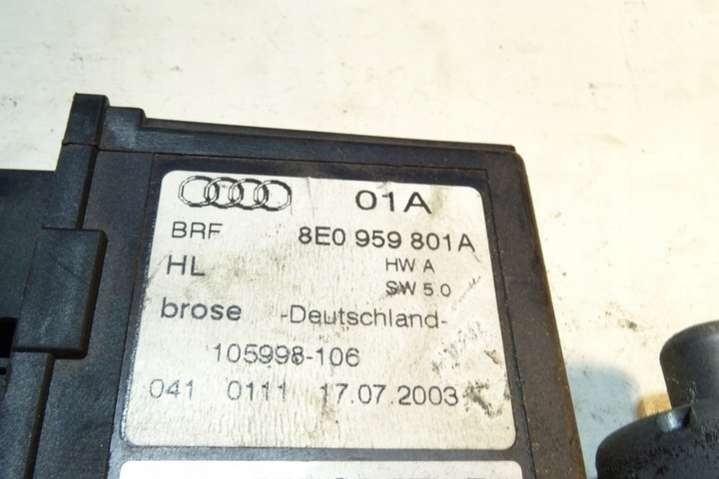 01A
BRF 8E0 959 801A
HL HW A
SW 5.0
brose -Deutschland-
105998-106
041 0111 17.07.2003